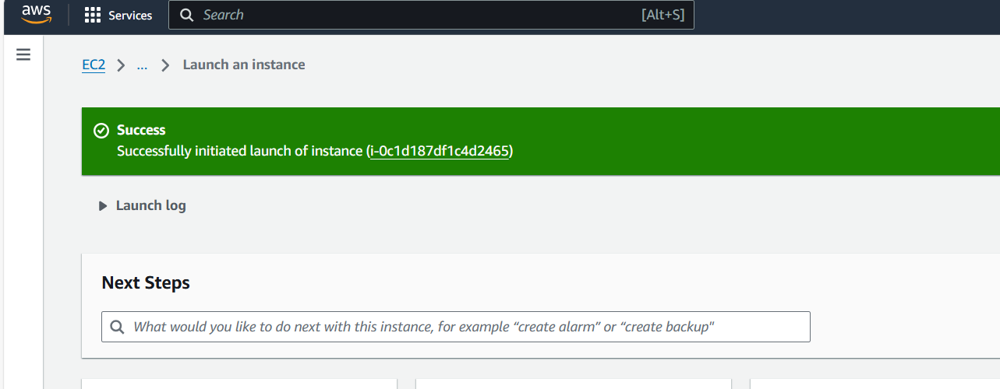 aws
Services
Search
[Alt+S]
EC2
...
Launch an instance
Success
Successfully initiated launch of instance (i-0c1d187df1c4d2465)
Launch log
Next Steps
What would you like to do next with this instance, for example “create alarm” or “create backup"